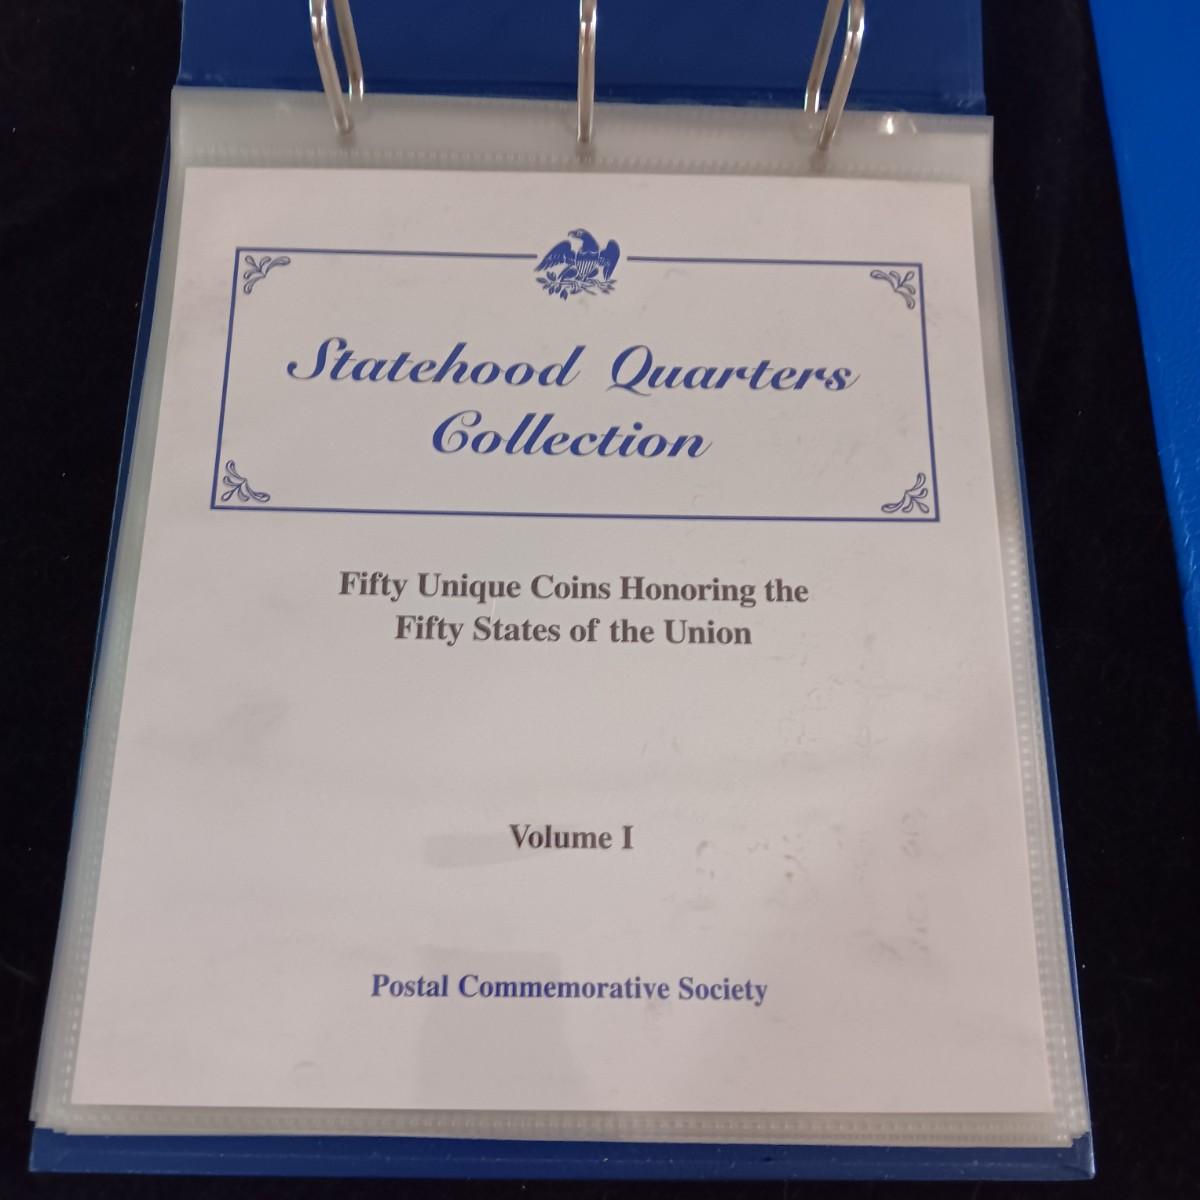 Statehood Quarters
Collection
Fifty Unique Coins Honoring the
Fifty States of the Union
Volume I
Postal Commemorative Society